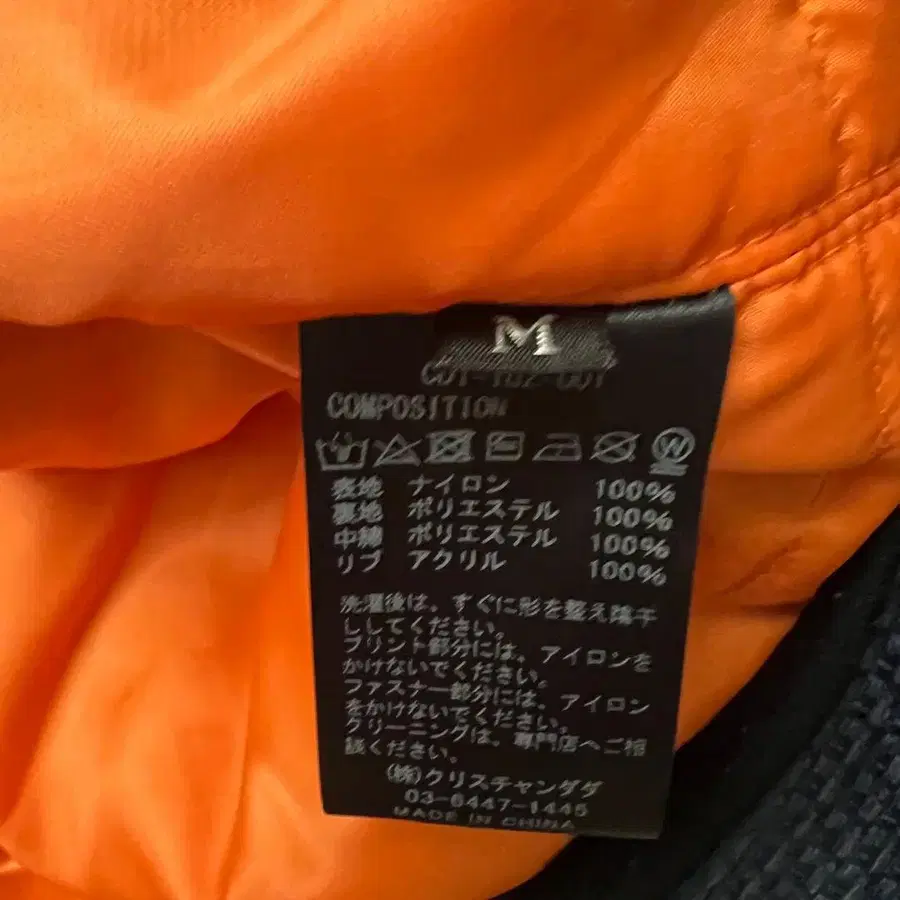 M
COMPOSITION
表地 ナイロン 100%
裏地 ポリエステル 100%
中綿 ポリエステル 100%
リブ アクリル 100%
洗濯後は、すぐに形を整え陰干
ししてください。
プリント部分には、アイロンを
かけないでください。
ファスナー部分には、アイロン
をかけないでください。
クリーニングは、専門店へご相
談ください。
(株)クリスチャンダダ
03-6447-1445
MADE IN CHINA